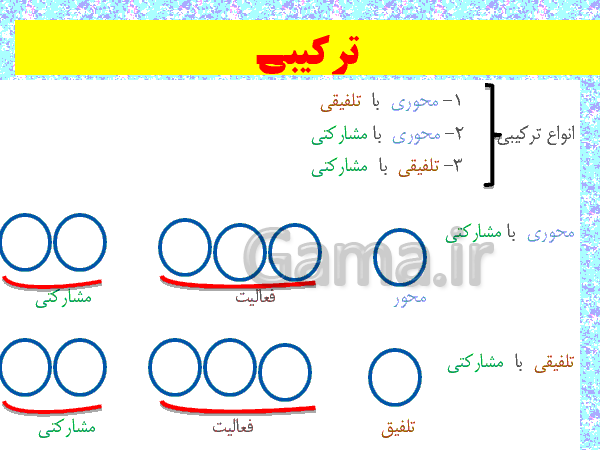 ترکیبی
۱- محوری با تلفیقی
انواع ترکیبی
۲- محوری با مشارکتی
۳- تلفیقی با مشارکتی
محوری با مشارکتی
Gama.ir
محور فعالیت مشارکتی
تلفیقی با مشارکتی
تلفیق فعالیت مشارکتی